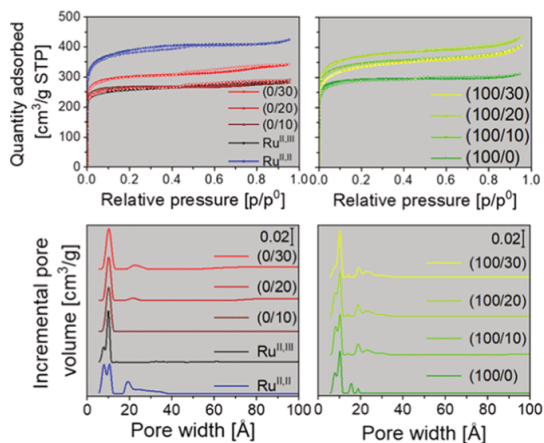 Quantity adsorbed
[cm³/g STP]
500
400
300
200
100
0
(0/30)
(0/20)
(0/10)
Ru^II,III
Ru^II,II
0.0 0.2 0.4 0.6 0.8 1.0
Relative pressure [p/p⁰]
(100/30)
(100/20)
(100/10)
(100/0)
0.0 0.2 0.4 0.6 0.8 1.0
Relative pressure [p/p⁰]
Incremental pore
volume [cm³/g]
0.02]
(0/30)
(0/20)
(0/10)
Ru^II,III
Ru^II,II
0 20 40 60 80 100
Pore width [Å]
0.02]
(100/30)
(100/20)
(100/10)
(100/0)
0 20 40 60 80 100
Pore width [Å]